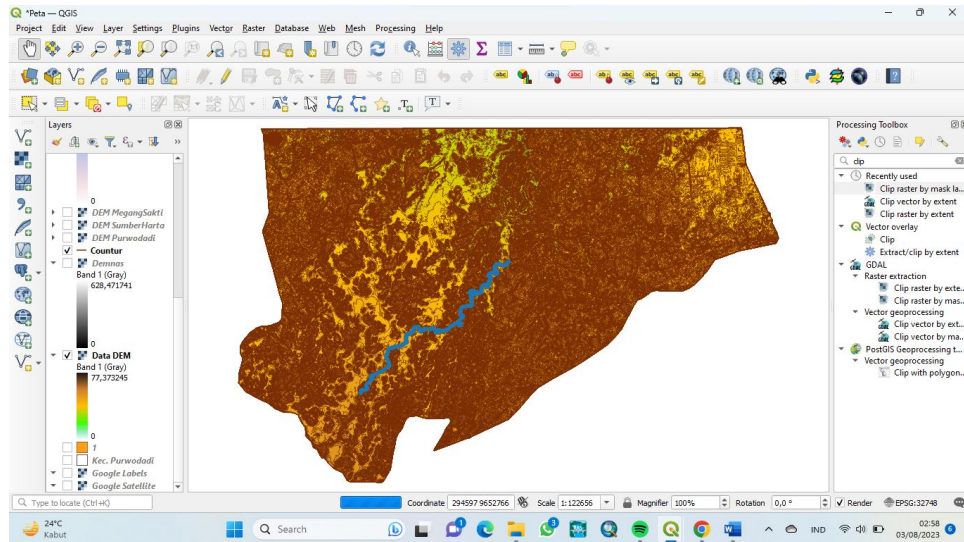 *Peta — QGIS
Project Edit View Layer Settings Plugins Vector Raster Database Web Mesh Processing Help
Layers
0
DEM MegangSakti
DEM SumberHarta
DEM Purwodadi
Countur
Demnas
Band 1 (Gray)
628,471741
0
Data DEM
Band 1 (Gray)
77,373245
0
1
Kec. Purwodadi
Google Labels
Google Satellite
Processing Toolbox
clip
Recently used
Clip raster by mask la...
Clip vector by extent
Clip raster by extent
Vector overlay
Clip
Extract/clip by extent
GDAL
Raster extraction
Clip raster by exte...
Clip raster by mas...
Vector geoprocessing
Clip vector by ext...
Clip vector by ma...
PostGIS Geoprocessing t...
Vector geoprocessing
Clip with polygon...
Type to locate (Ctrl+K)
Coordinate 294597 9652766 Scale 1:122656 Magnifier 100% Rotation 0,0 ° Render EPSG:32748
24°C
Kabut
Search
IND
02:58
03/08/2023
6